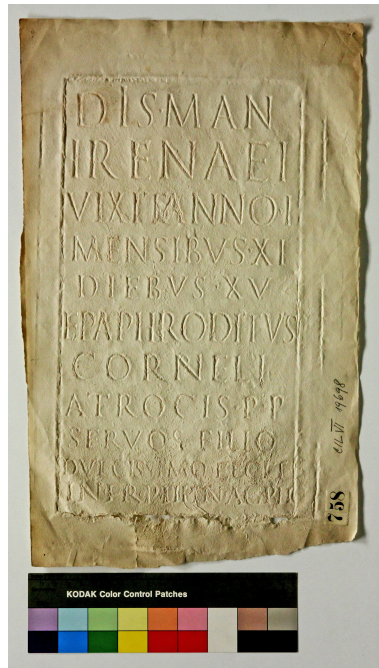 DIS MAN
IRENAEI
VIXIT ANNO I
MENSIBVS·XI
DIEBVS·XV
EPAPHRODITVS
CORNELI
ATROCIS·P·P
SERVOS FILIO
DVLCISSIMO
CIL VI 19698
758
KODAK Color Control Patches